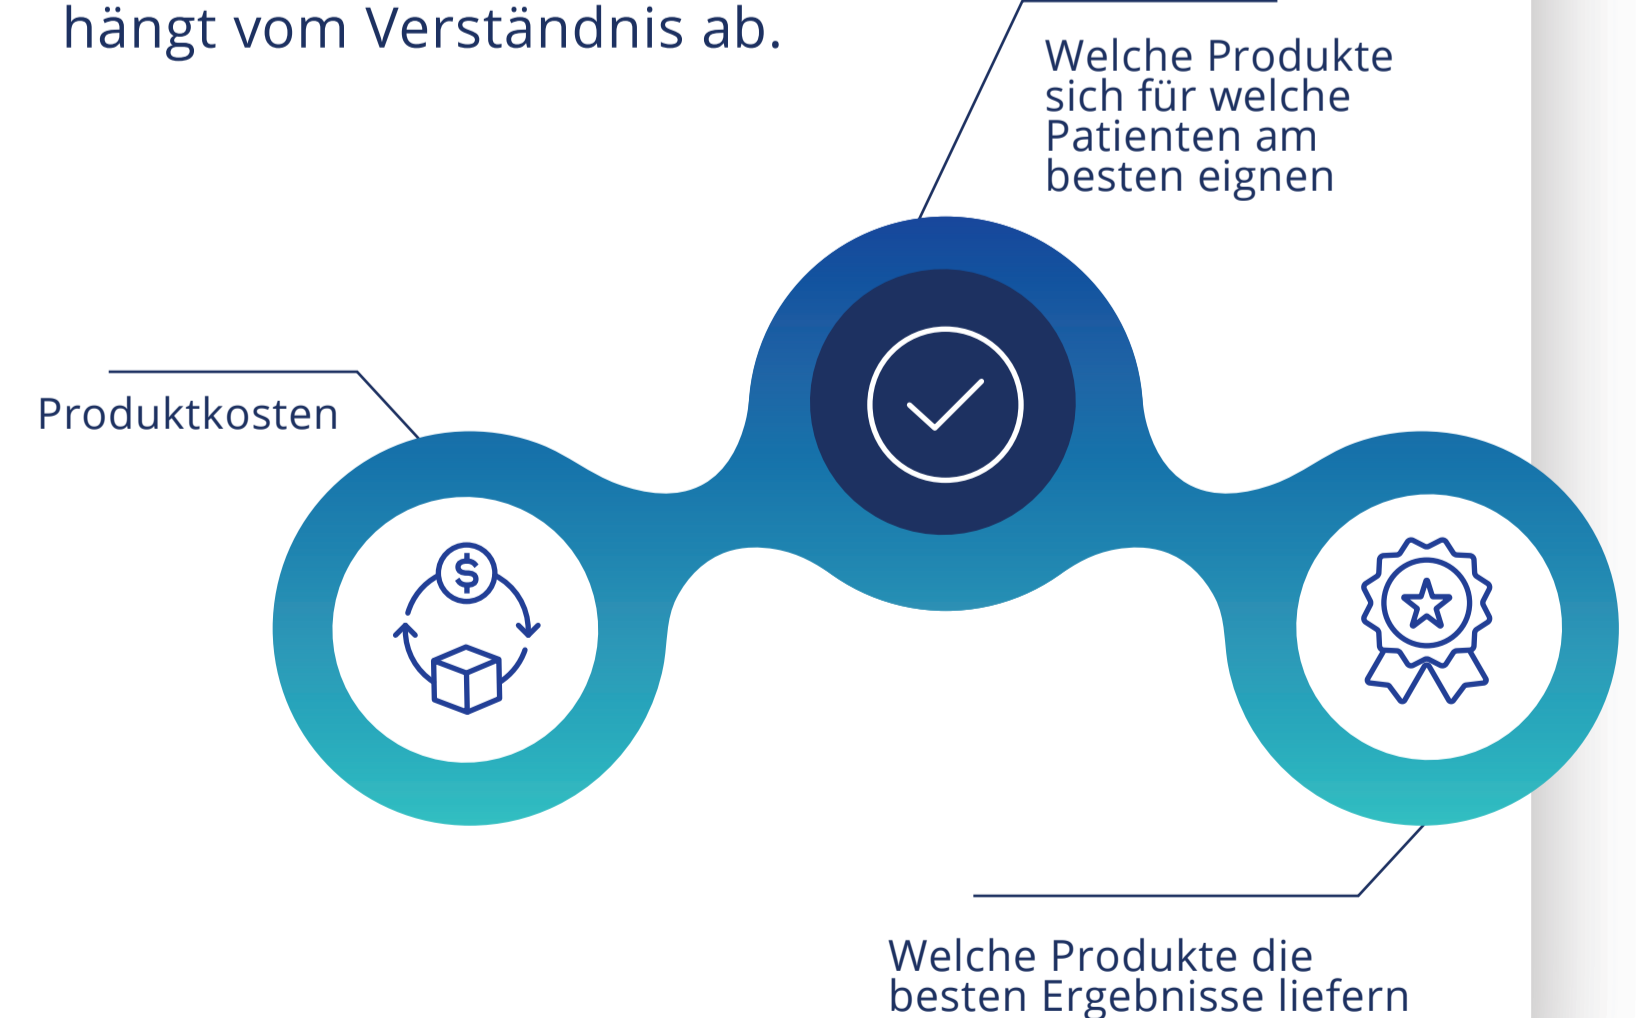 hängt vom Verständnis ab.
Welche Produkte
sich für welche
Patienten am
besten eignen
Produktkosten
$
Welche Produkte die
besten Ergebnisse liefern